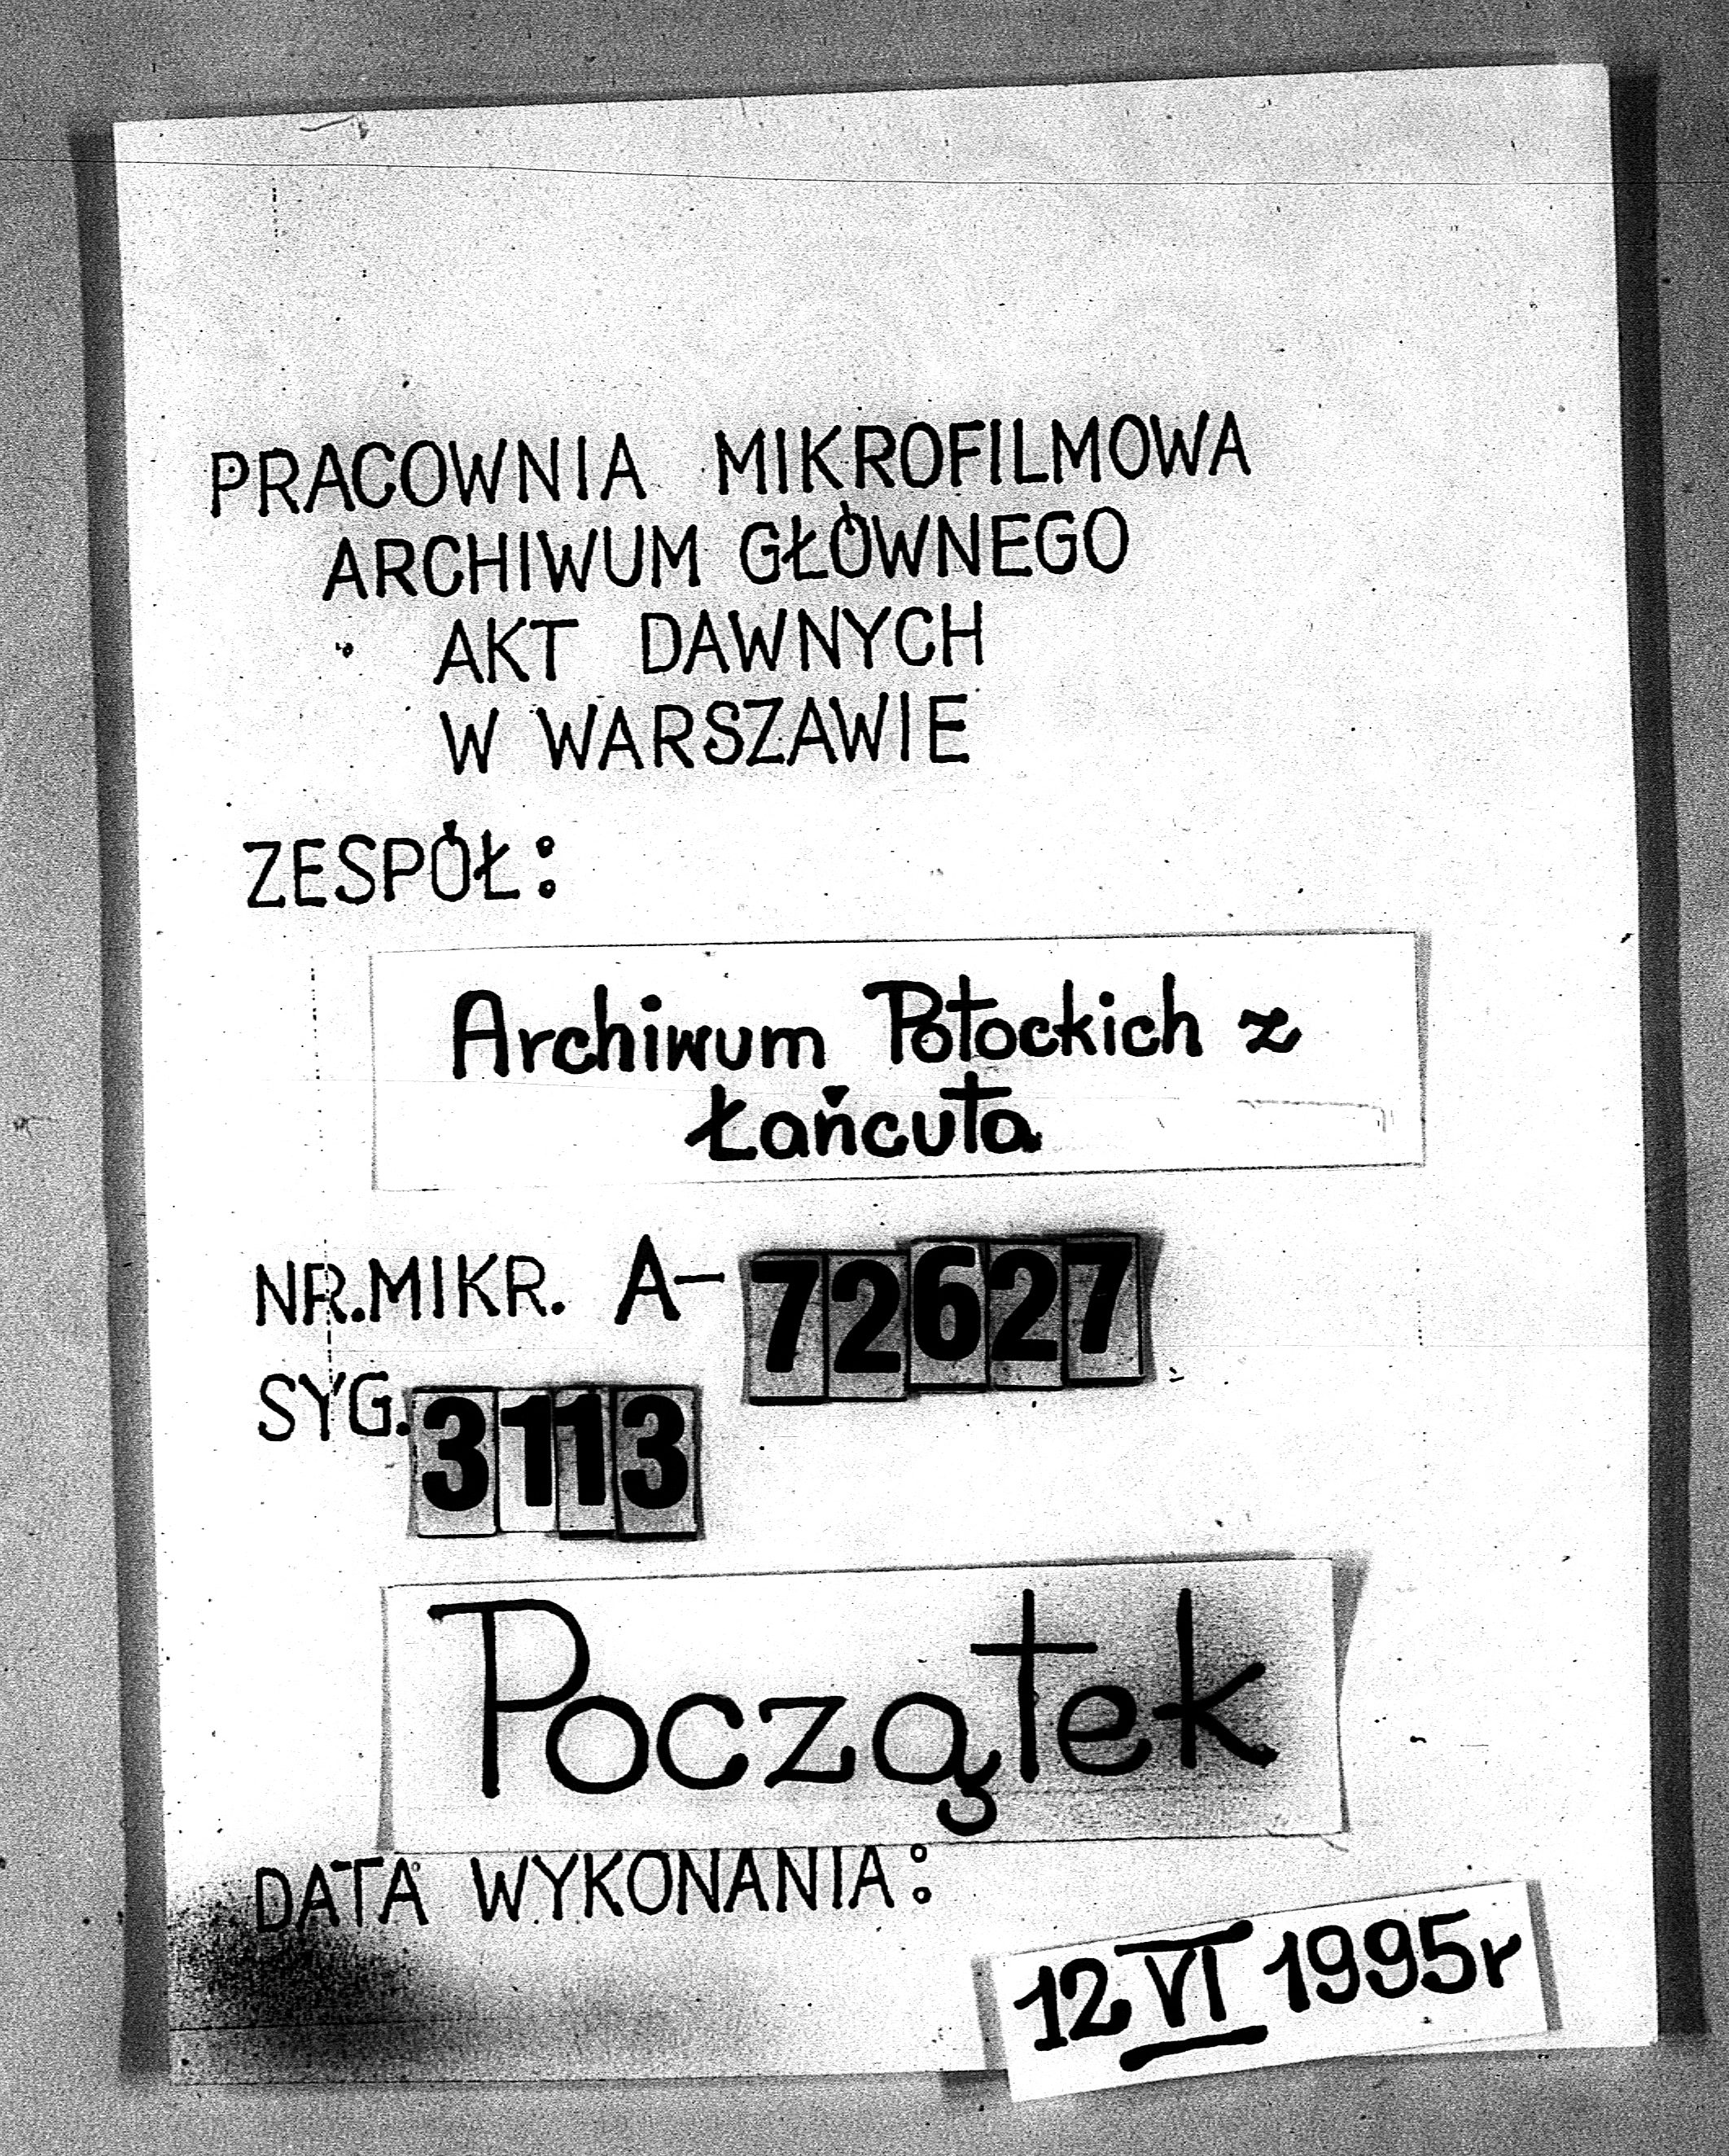 PRACOWNIA MIKROFILMOWA
ARCHIWUM GŁÓWNEGO
AKT DAWNYCH
W WARSZAWIE
ZESPÓŁ:
Archiwum Potockich z
Łańcuta
NR.MIKR. A-72627
SYG. 3113
Początek
DATA WYKONANIA:
12 VI 1995r